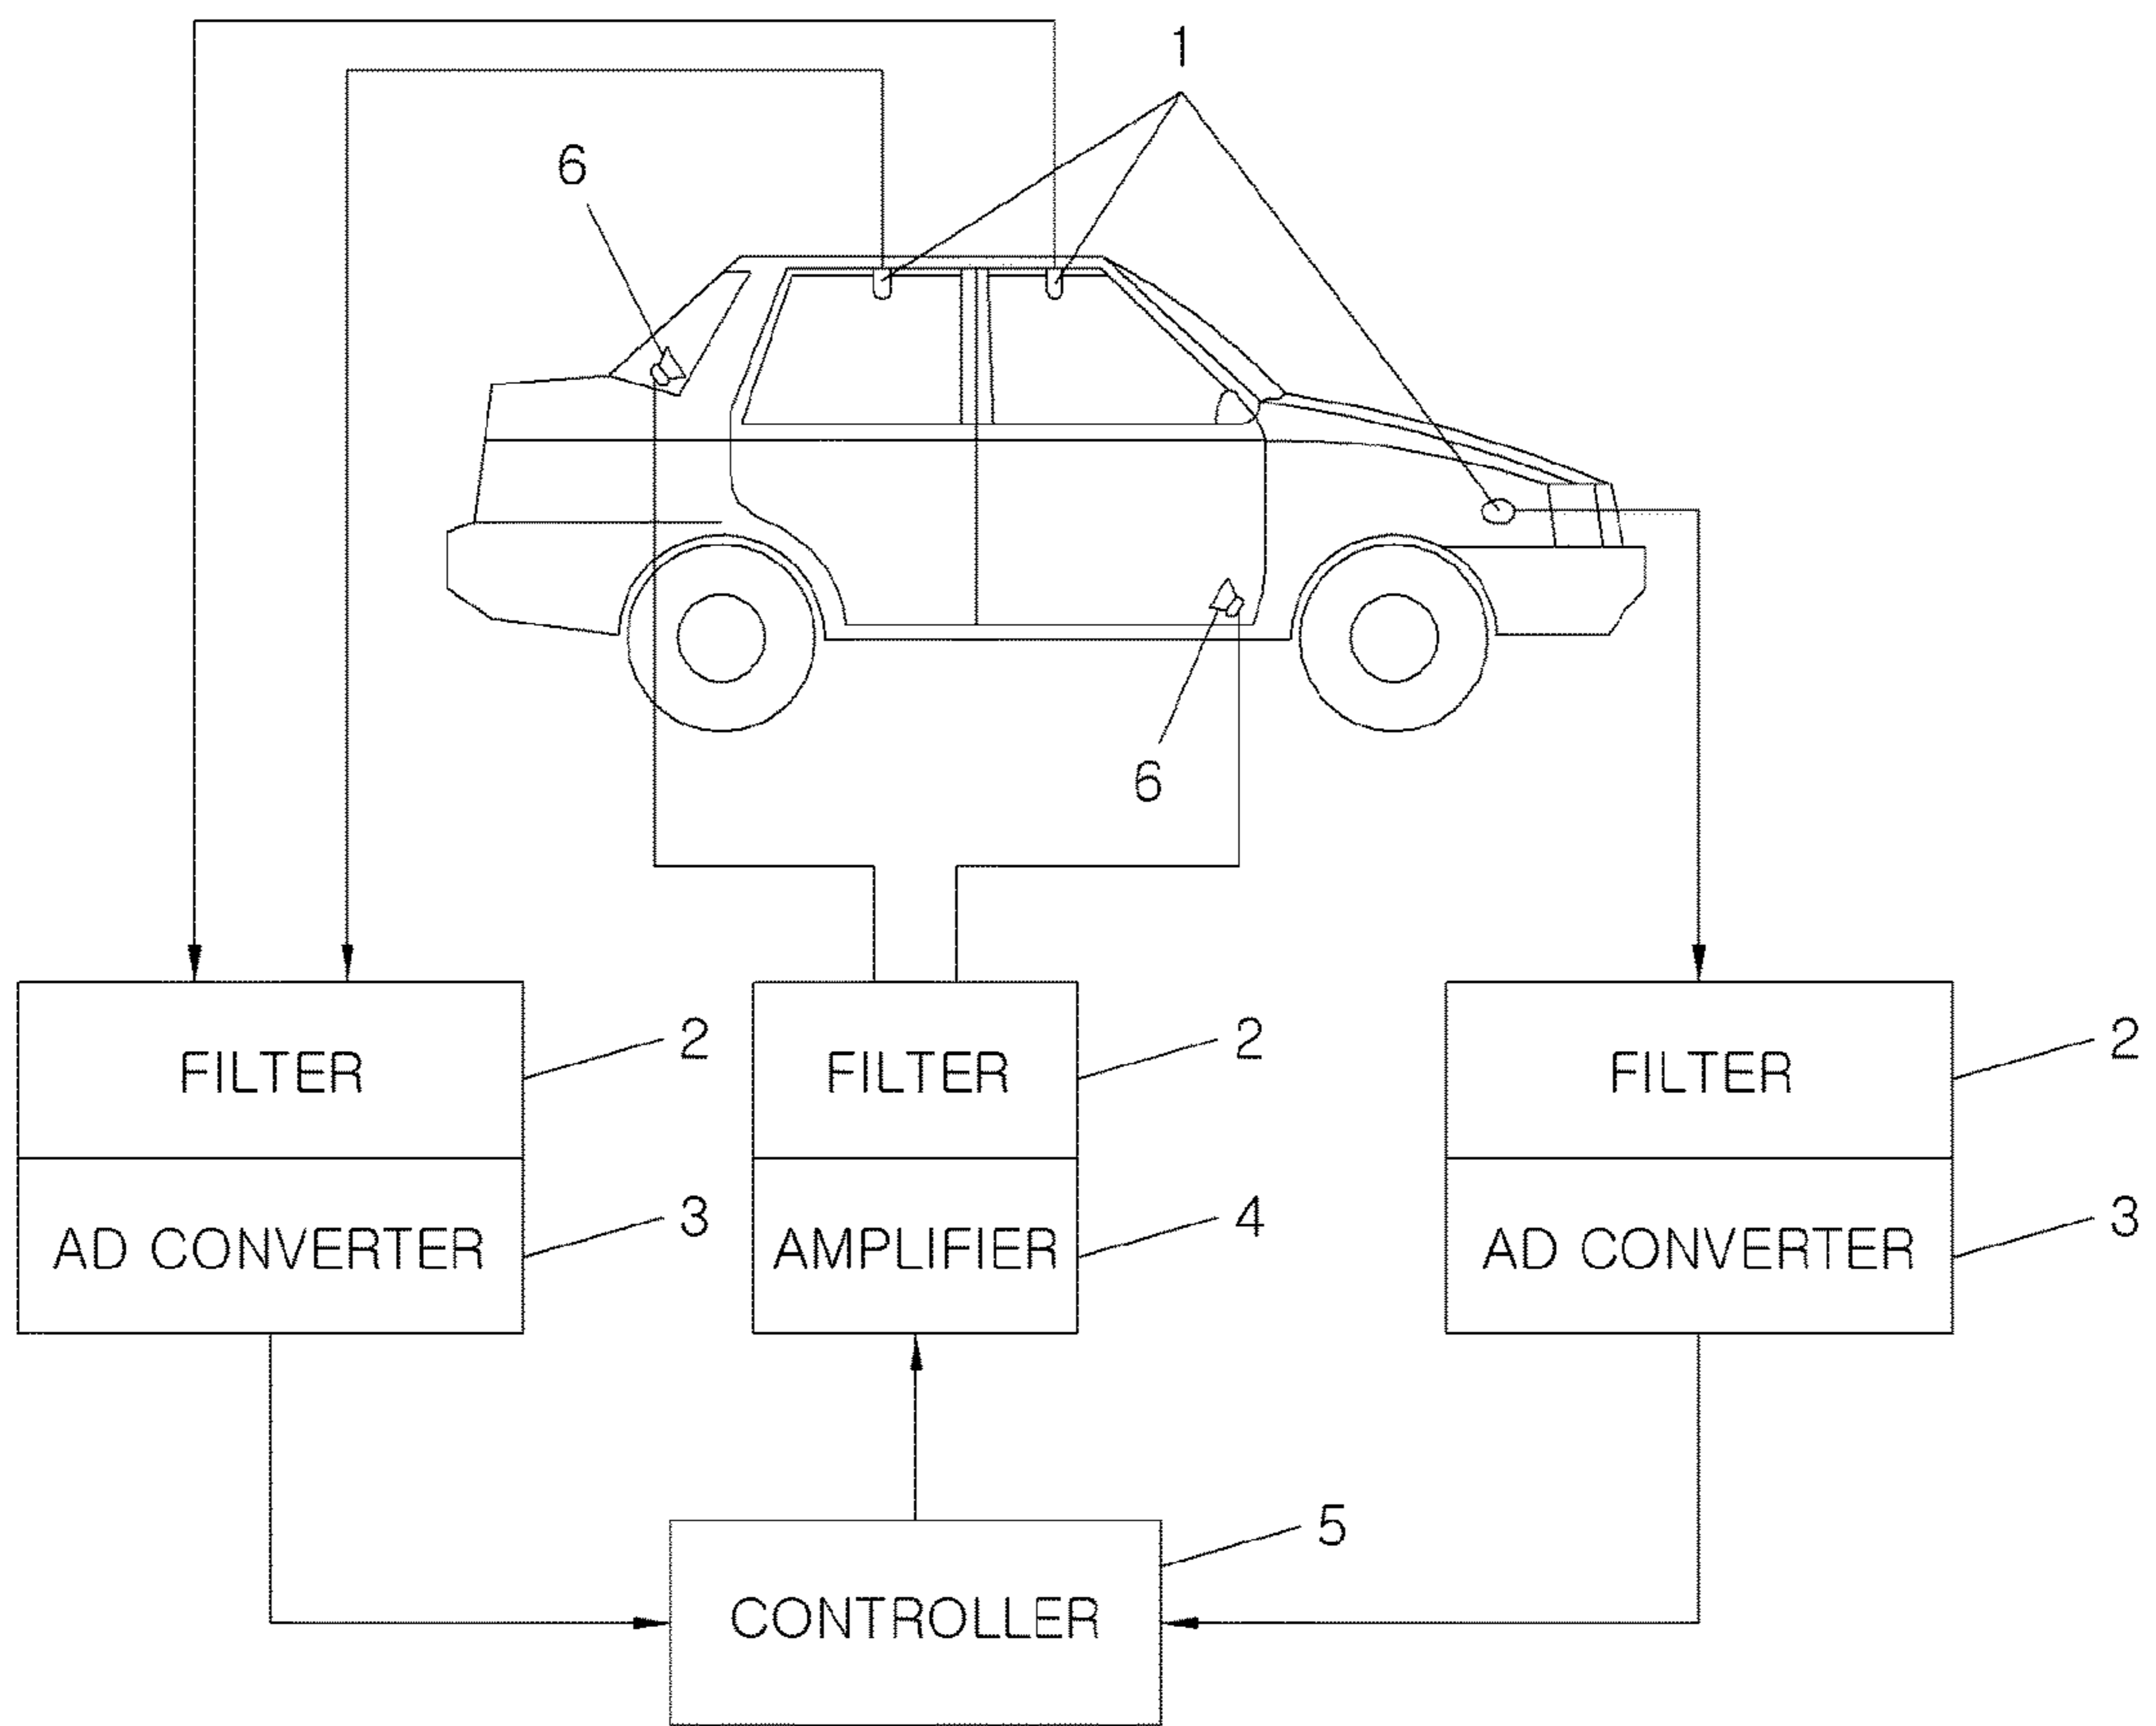 1
6
6
FILTER 2 FILTER 2 FILTER 2
AD CONVERTER 3 AMPLIFIER 4 AD CONVERTER 3
5
CONTROLLER